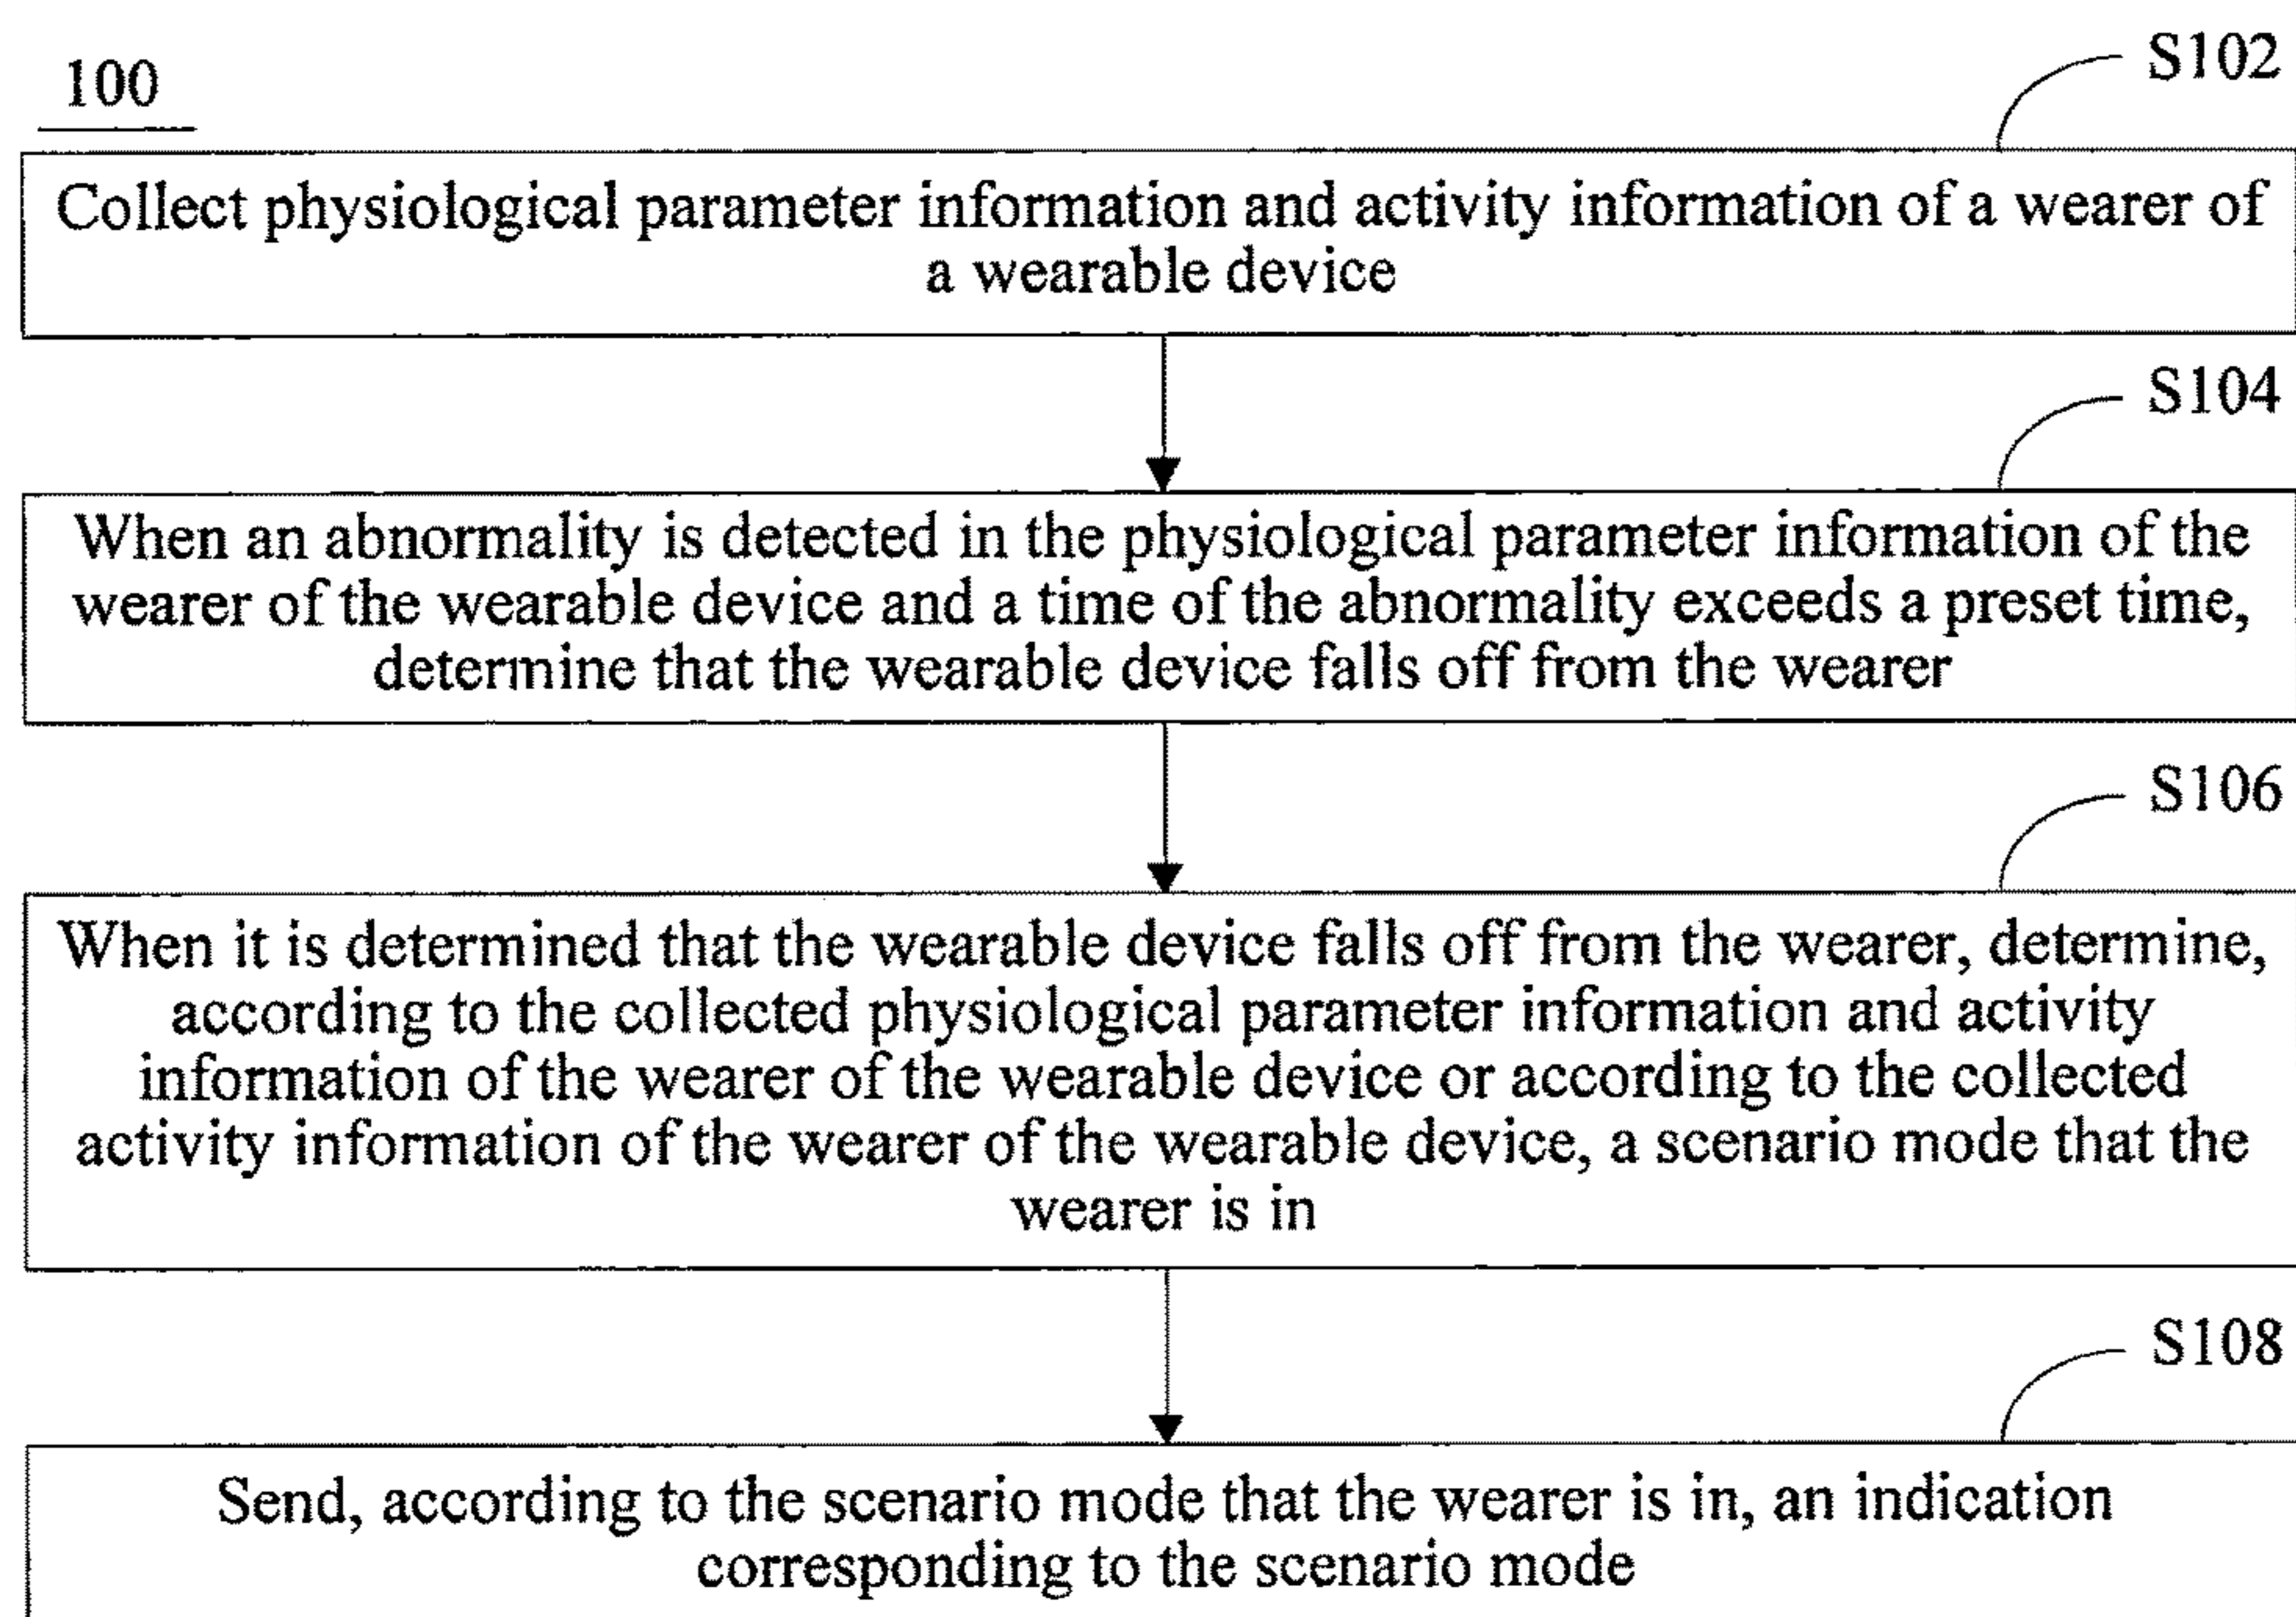 100
S102
Collect physiological parameter information and activity information of a wearer of
a wearable device
S104
When an abnormality is detected in the physiological parameter information of the
wearer of the wearable device and a time of the abnormality exceeds a preset time,
determine that the wearable device falls off from the wearer
S106
When it is determined that the wearable device falls off from the wearer, determine,
according to the collected physiological parameter information and activity
information of the wearer of the wearable device or according to the collected
activity information of the wearer of the wearable device, a scenario mode that the
wearer is in
S108
Send, according to the scenario mode that the wearer is in, an indication
corresponding to the scenario mode